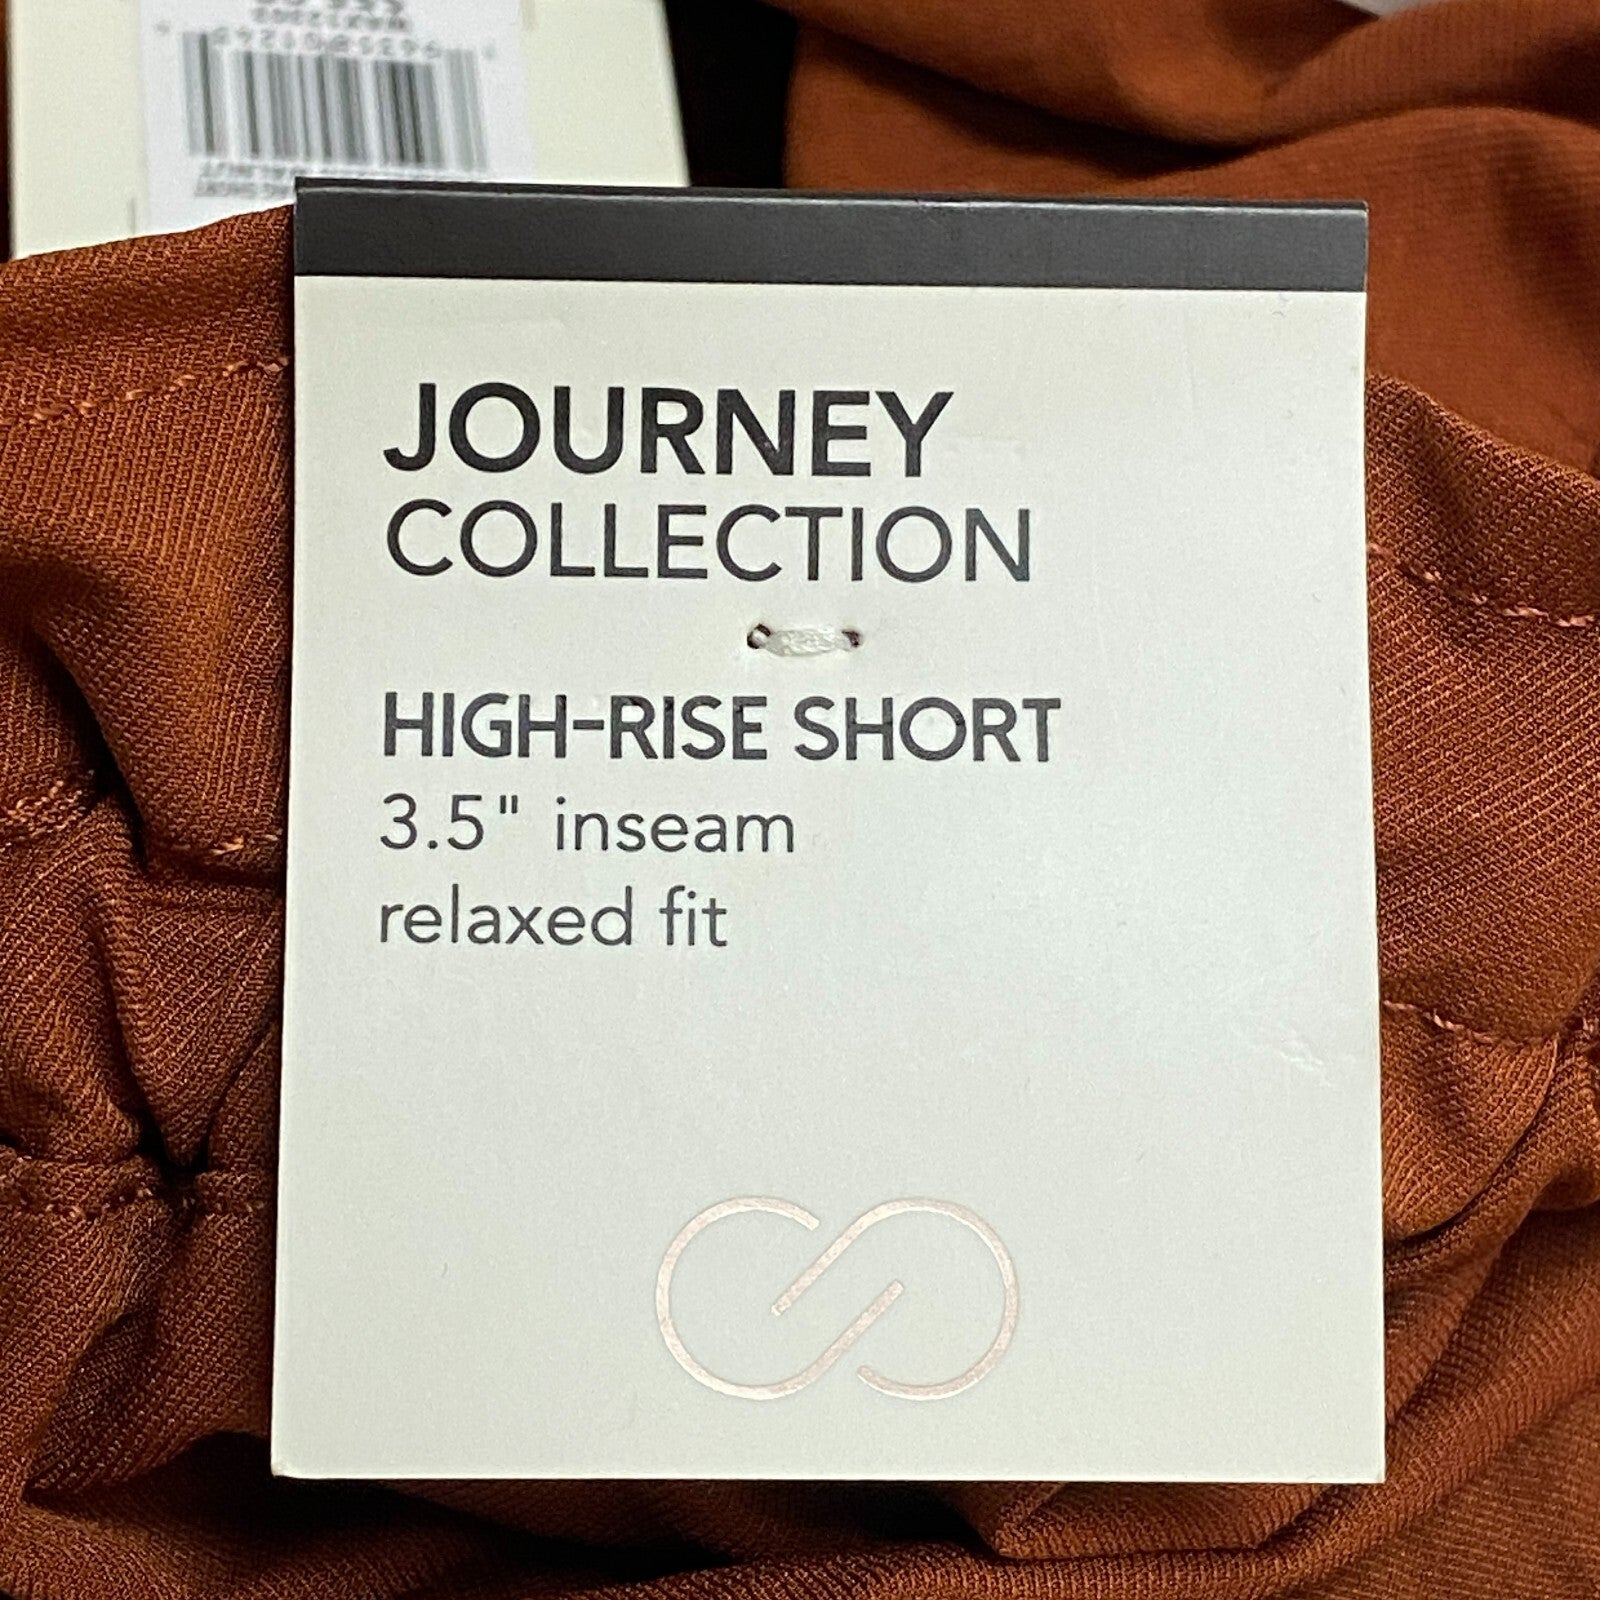 JOURNEY
COLLECTION
HIGH-RISE SHORT
3.5" inseam
relaxed fit